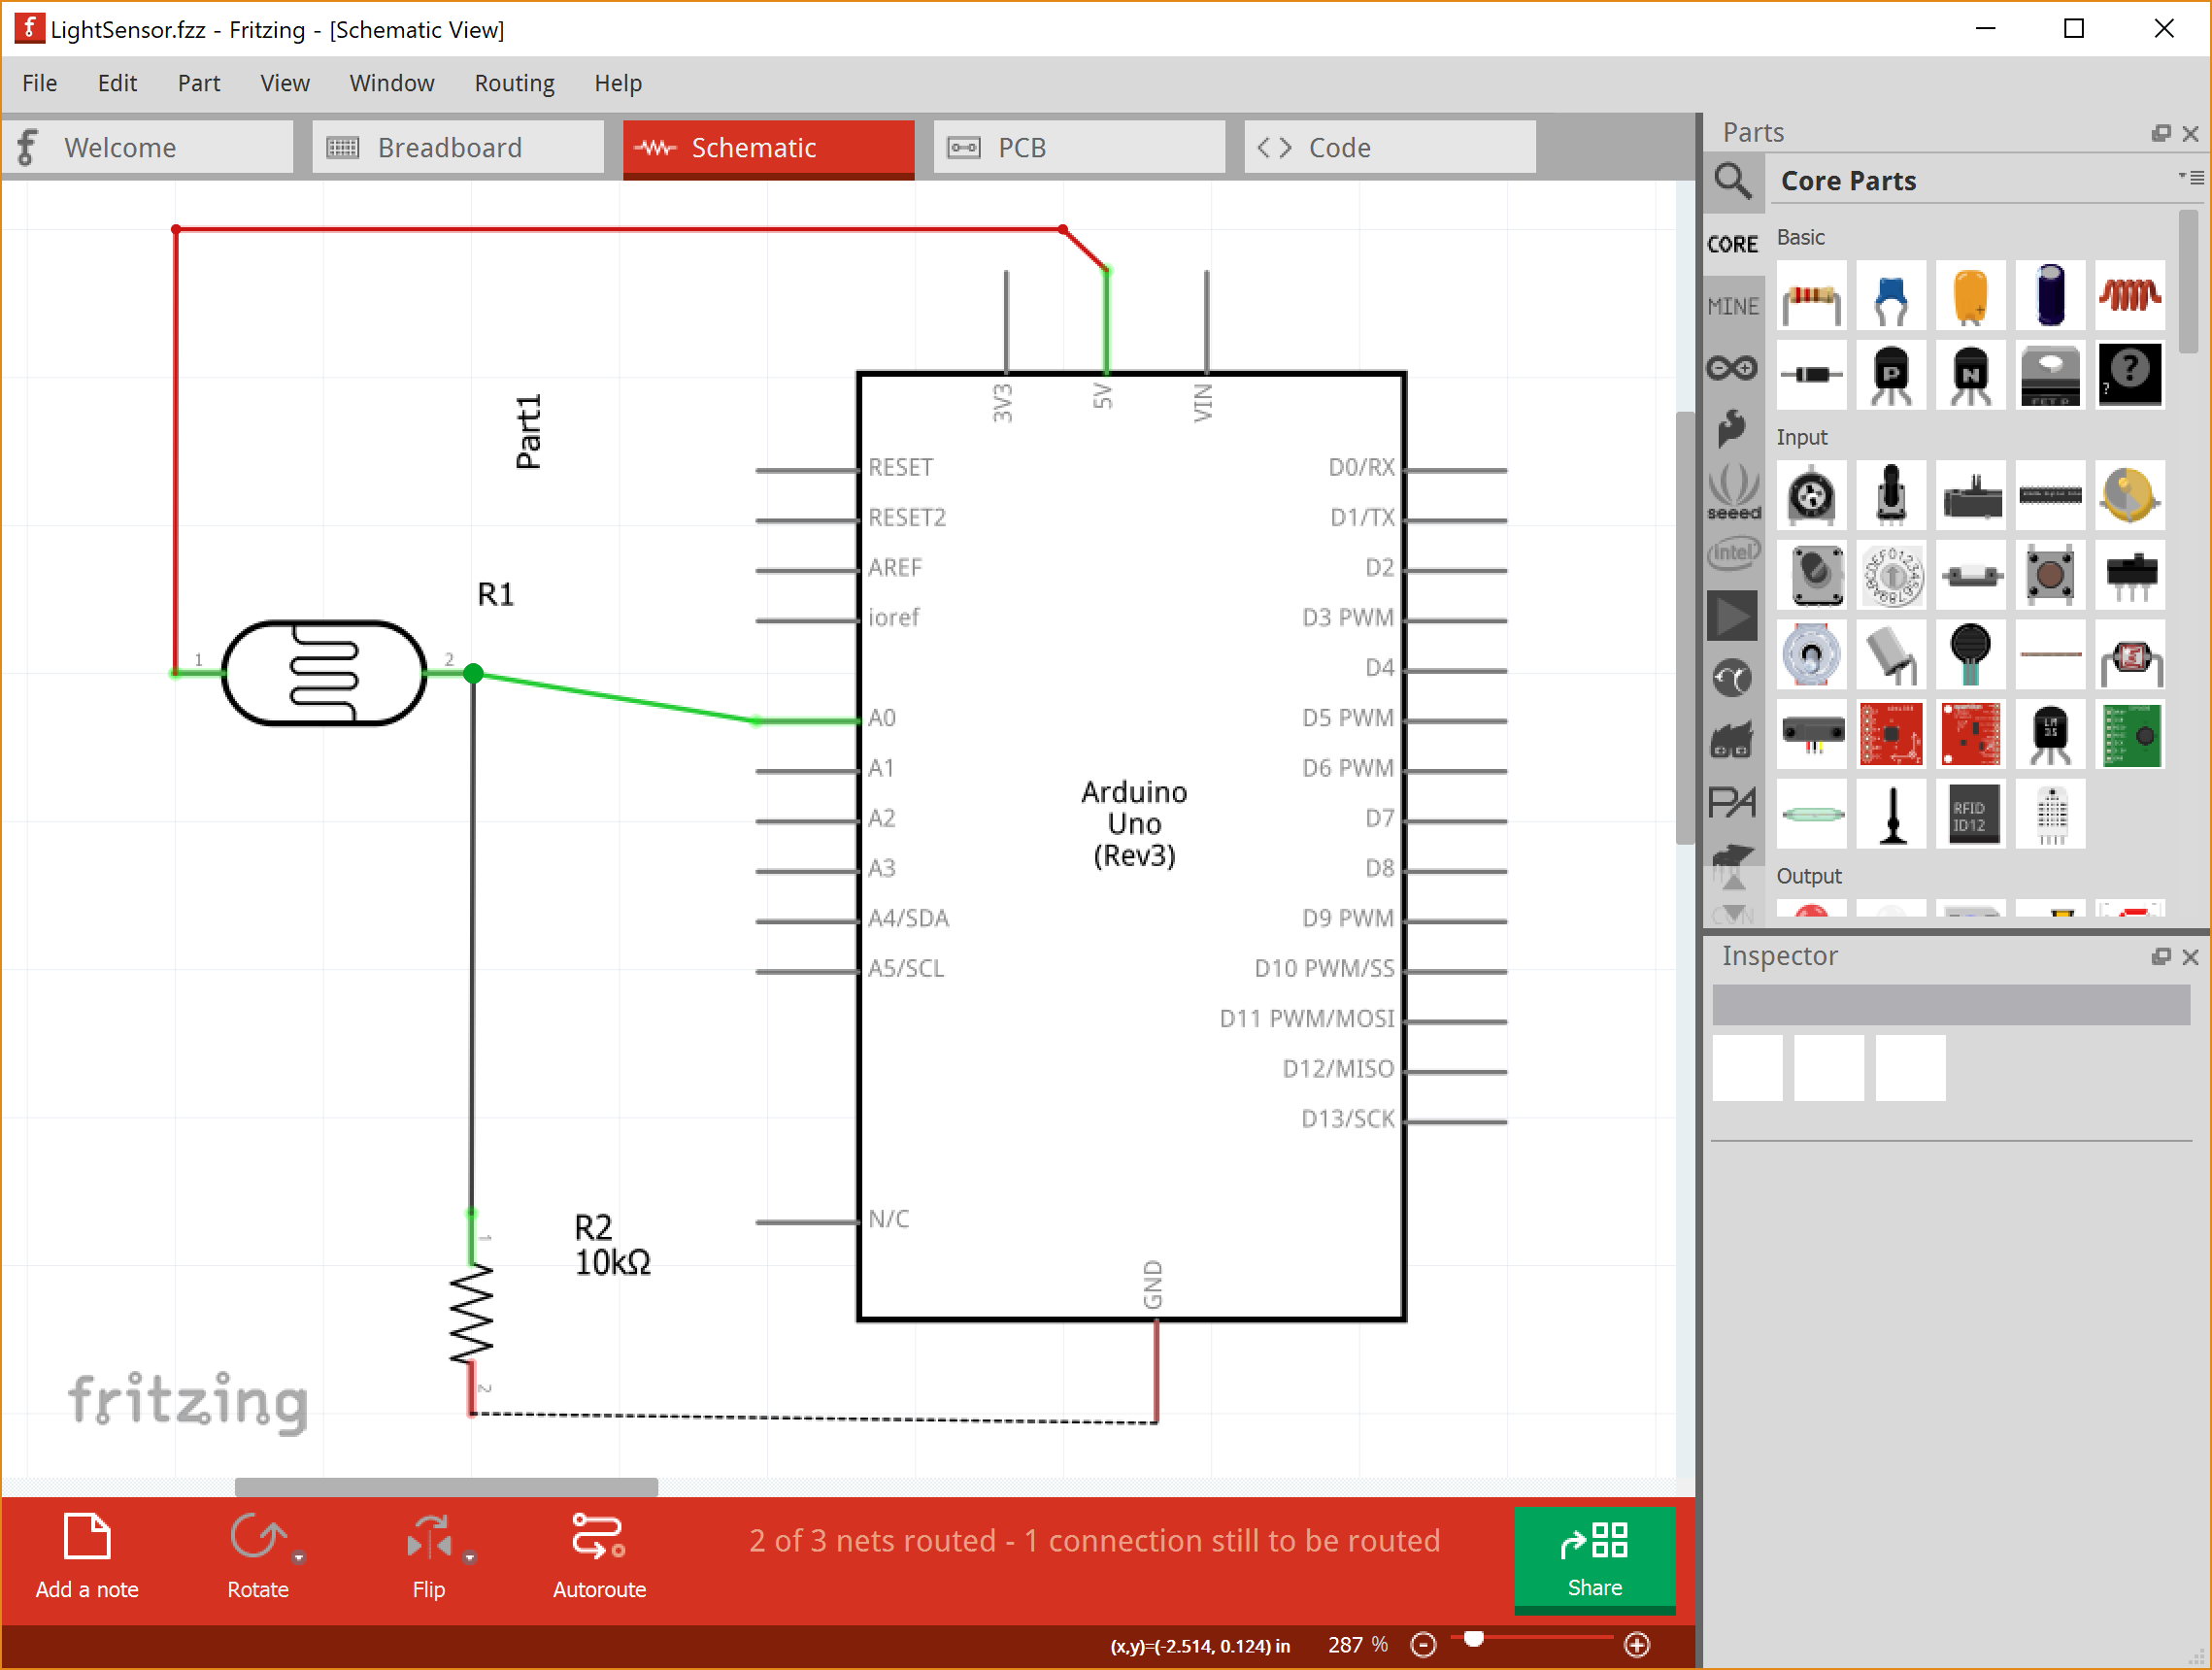 LightSensor.fzz - Fritzing - [Schematic View]
File Edit Part View Window Routing Help
Welcome
Breadboard
Schematic
PCB
Code
Part1
R1
1
2
3V3
5V
VIN
RESET
RESET2
AREF
ioref
A0
A1
A2
A3
A4/SDA
A5/SCL
N/C
D0/RX
D1/TX
D2
D3 PWM
D4
D5 PWM
D6 PWM
D7
D8
D9 PWM
D10 PWM/SS
D11 PWM/MOSI
D12/MISO
D13/SCK
Arduino
Uno
(Rev3)
GND
R2
10kΩ
1
2
fritzing
Parts
Core Parts
CORE
MINE
seeed
intel
PA
CON
Basic
P
N
FET P
?
?
Input
LM
35
RFID
ID12
Output
Inspector
Add a note
Rotate
Flip
Autoroute
2 of 3 nets routed - 1 connection still to be routed
Share
(x,y)=(-2.514, 0.124) in
287 %